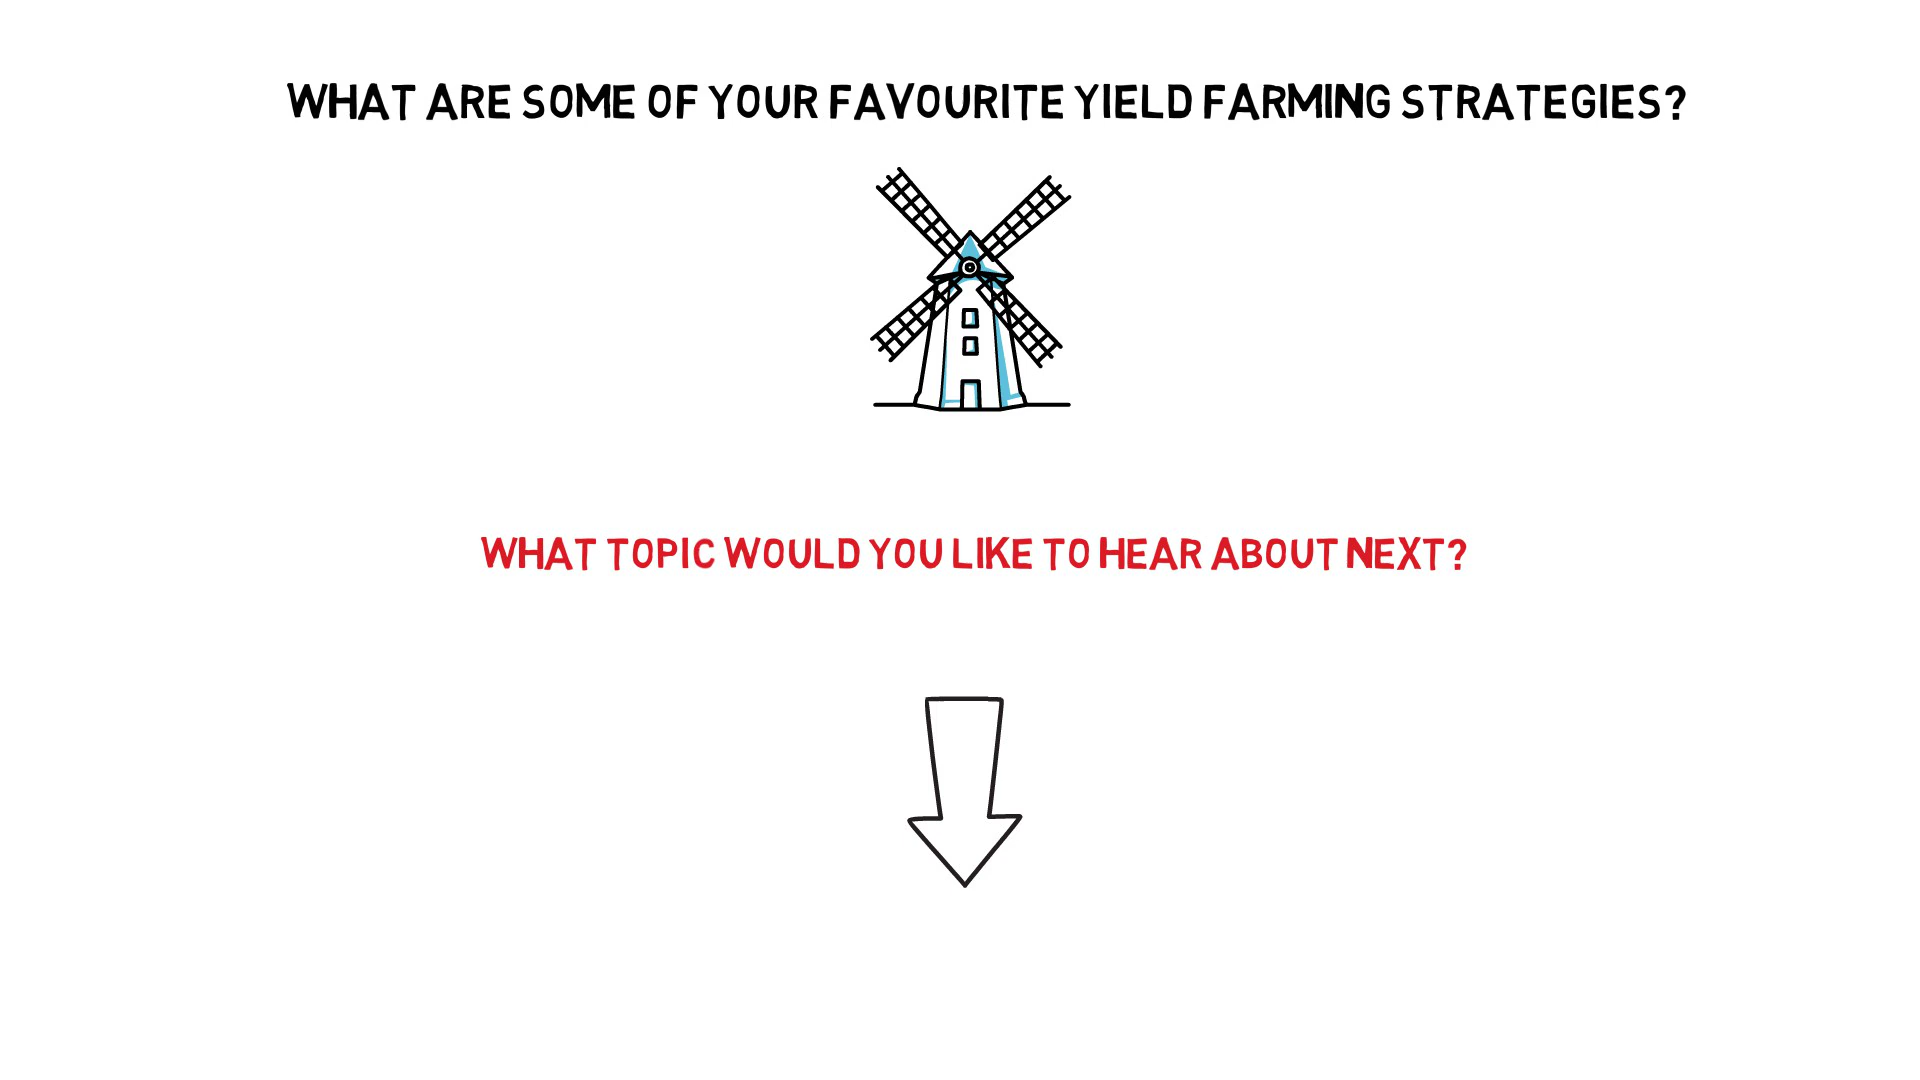 WHAT ARE SOME OF YOUR FAVOURITE YIELD FARMING STRATEGIES?
WHAT TOPIC WOULD YOU LIKE TO HEAR ABOUT NEXT?